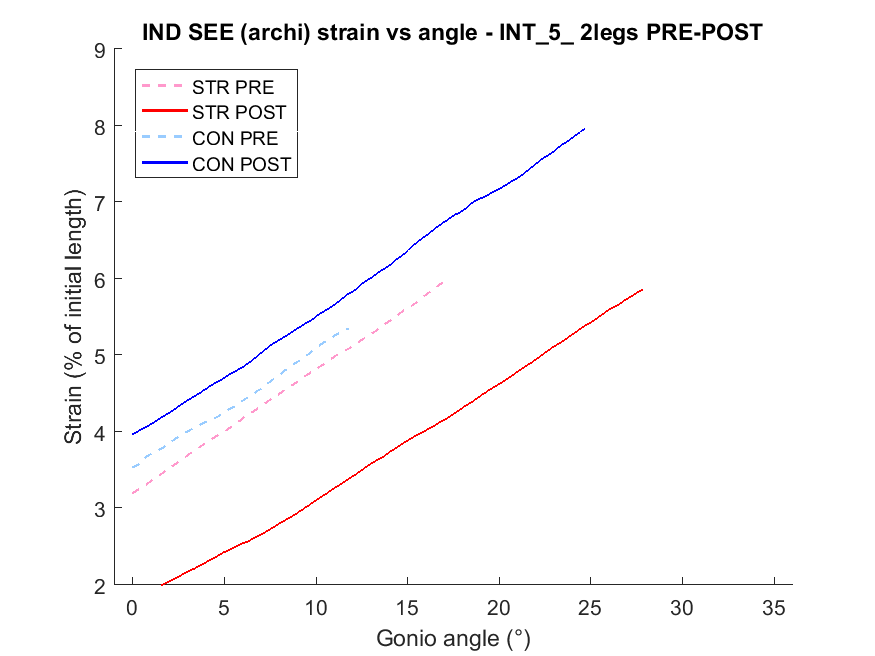 IND SEE (archi) strain vs angle - INT_5_ 2legs PRE-POST
9
8
7
6
5
4
3
2
Strain (% of initial length)
STR PRE
STR POST
CON PRE
CON POST
0 5 10 15 20 25 30 35
Gonio angle (°)